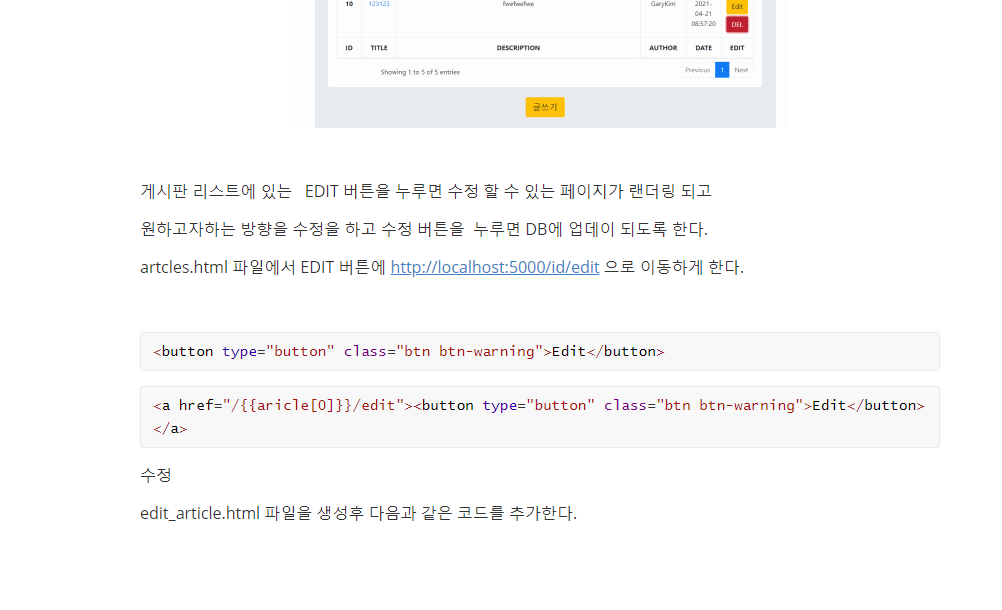 10 123123 fwefwefwe GaryKim 2021- Edit
04-21 DEL
08:57:20
ID TITLE DESCRIPTION AUTHOR DATE EDIT
Showing 1 to 5 of 5 entries Previous 1 Next
글쓰기
게시판 리스트에 있는 EDIT 버튼을 누루면 수정 할 수 있는 페이지가 랜더링 되고
원하고자하는 방향을 수정을 하고 수정 버튼을 누루면 DB에 업데이 되도록 한다.
artcles.html 파일에서 EDIT 버튼에 http://localhost:5000/id/edit 으로 이동하게 한다.
<button type="button" class="btn btn-warning">Edit</button>
<a href="/{{aricle[0]}}/edit"><button type="button" class="btn btn-warning">Edit</button>
</a>
수정
edit_article.html 파일을 생성후 다음과 같은 코드를 추가한다.